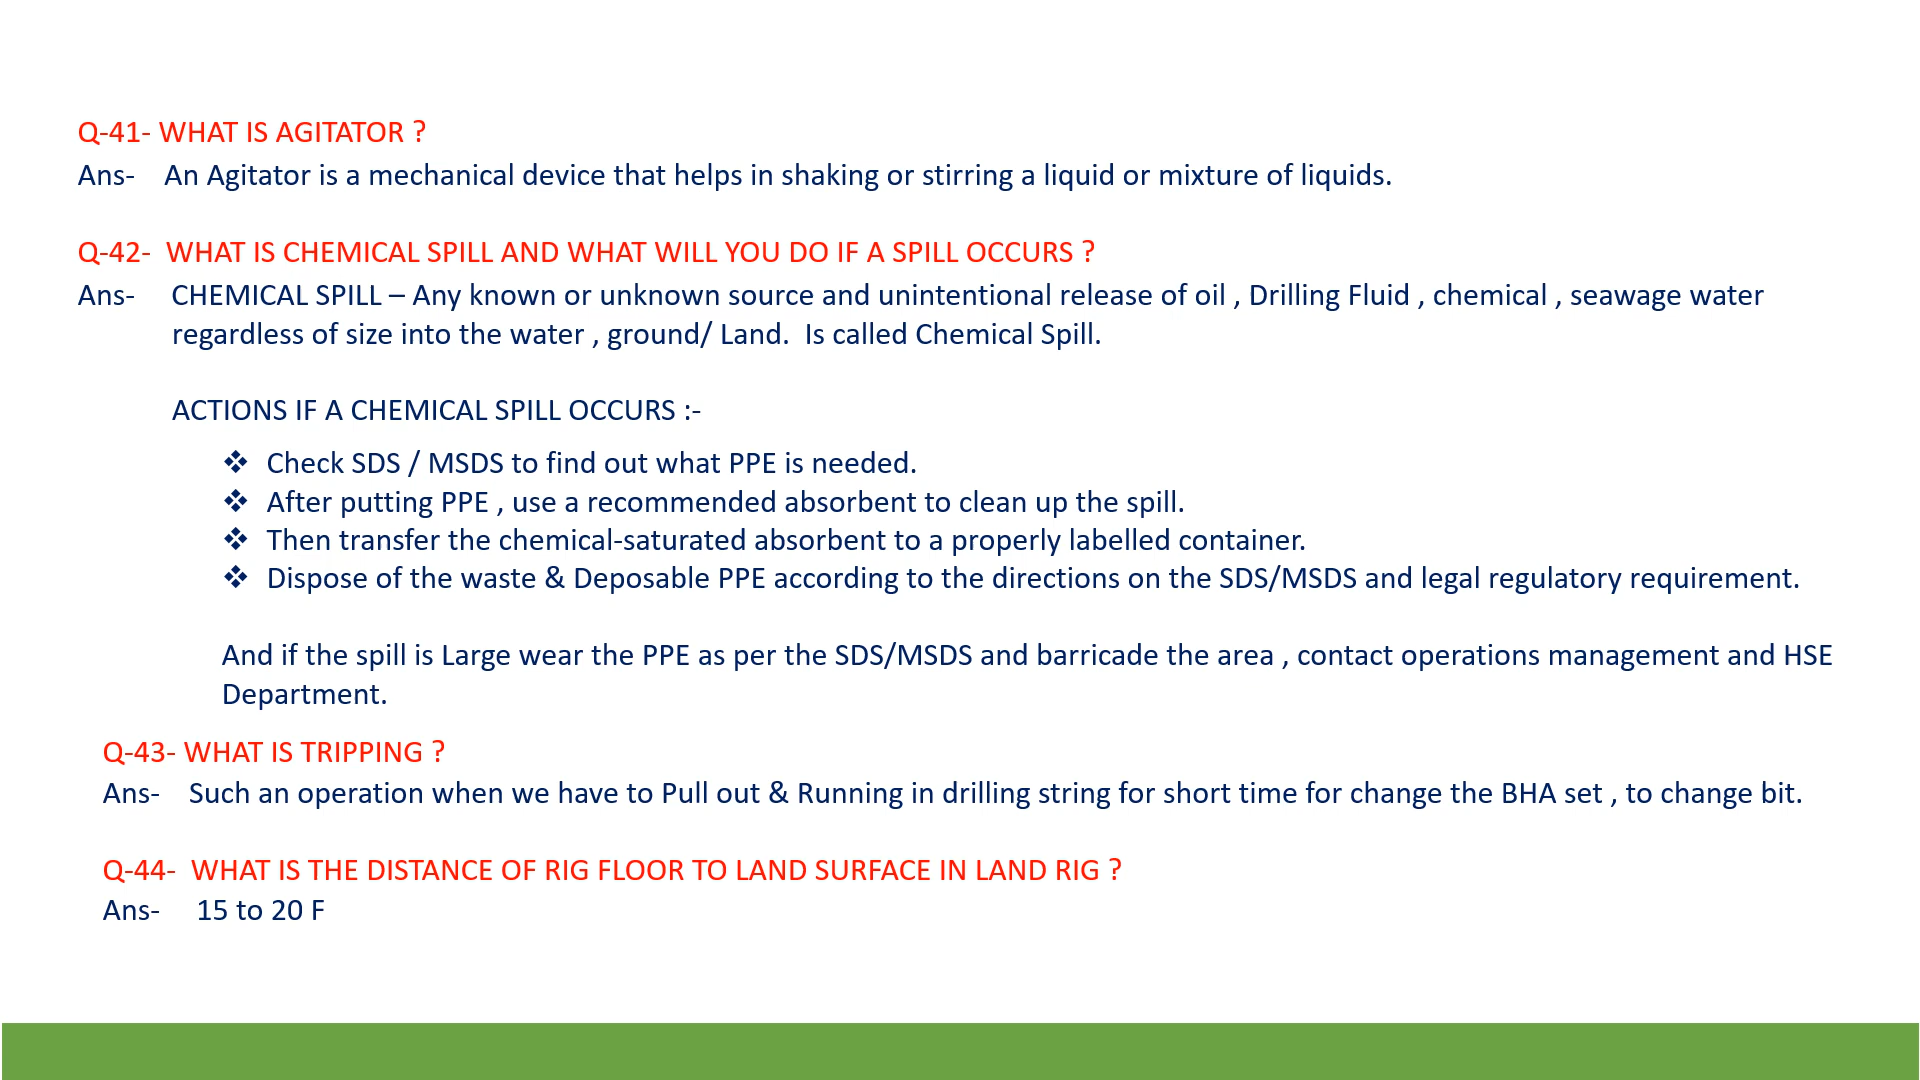 Q-41- WHAT IS AGITATOR ?
Ans- An Agitator is a mechanical device that helps in shaking or stirring a liquid or mixture of liquids.
Q-42- WHAT IS CHEMICAL SPILL AND WHAT WILL YOU DO IF A SPILL OCCURS ?
Ans- CHEMICAL SPILL – Any known or unknown source and unintentional release of oil , Drilling Fluid , chemical , seawage water
regardless of size into the water , ground/ Land. Is called Chemical Spill.
ACTIONS IF A CHEMICAL SPILL OCCURS :-
❖ Check SDS / MSDS to find out what PPE is needed.
❖ After putting PPE , use a recommended absorbent to clean up the spill.
❖ Then transfer the chemical-saturated absorbent to a properly labelled container.
❖ Dispose of the waste & Deposable PPE according to the directions on the SDS/MSDS and legal regulatory requirement.
And if the spill is Large wear the PPE as per the SDS/MSDS and barricade the area , contact operations management and HSE
Department.
Q-43- WHAT IS TRIPPING ?
Ans- Such an operation when we have to Pull out & Running in drilling string for short time for change the BHA set , to change bit.
Q-44- WHAT IS THE DISTANCE OF RIG FLOOR TO LAND SURFACE IN LAND RIG ?
Ans- 15 to 20 F